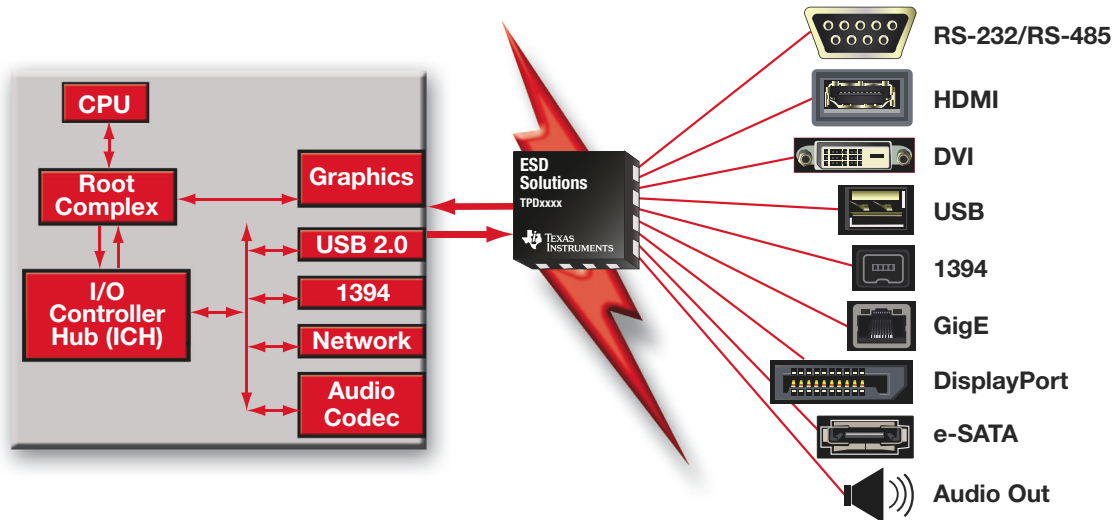 CPU
Root
Complex
I/O
Controller
Hub (ICH)
Graphics
USB 2.0
1394
Network
Audio
Codec
ESD
Solutions
TPDxxxx
TEXAS
INSTRUMENTS
RS-232/RS-485
HDMI
DVI
USB
1394
GigE
DisplayPort
e-SATA
Audio Out